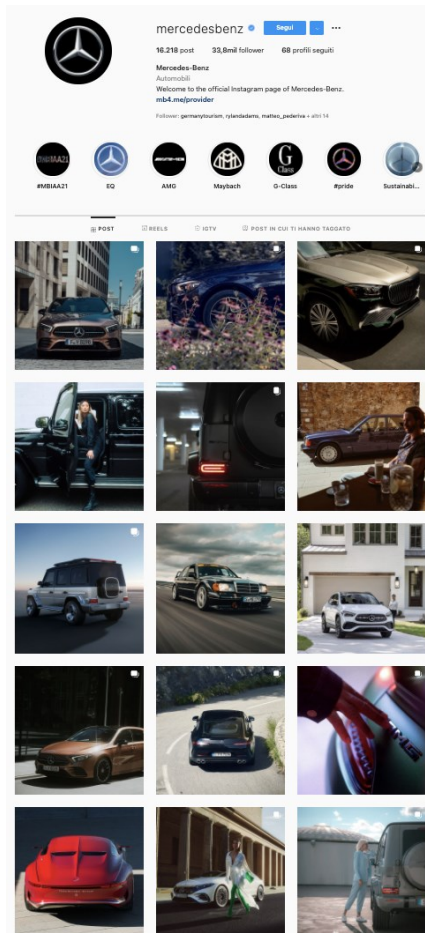 mercedesbenz Segui
16.218 post 33,8mil follower 68 profili seguiti
Mercedes-Benz
Automobili
Welcome to the official Instagram page of Mercedes-Benz.
mb4.me/provider
Follower: germanytourism, rylandadams, matteo_pederiva + altri 14
#MBIAA21 EQ AMG Maybach G-Class #pride Sustainabi...
POST REELS IGTV POST IN CUI TI HANNO TAGGATO